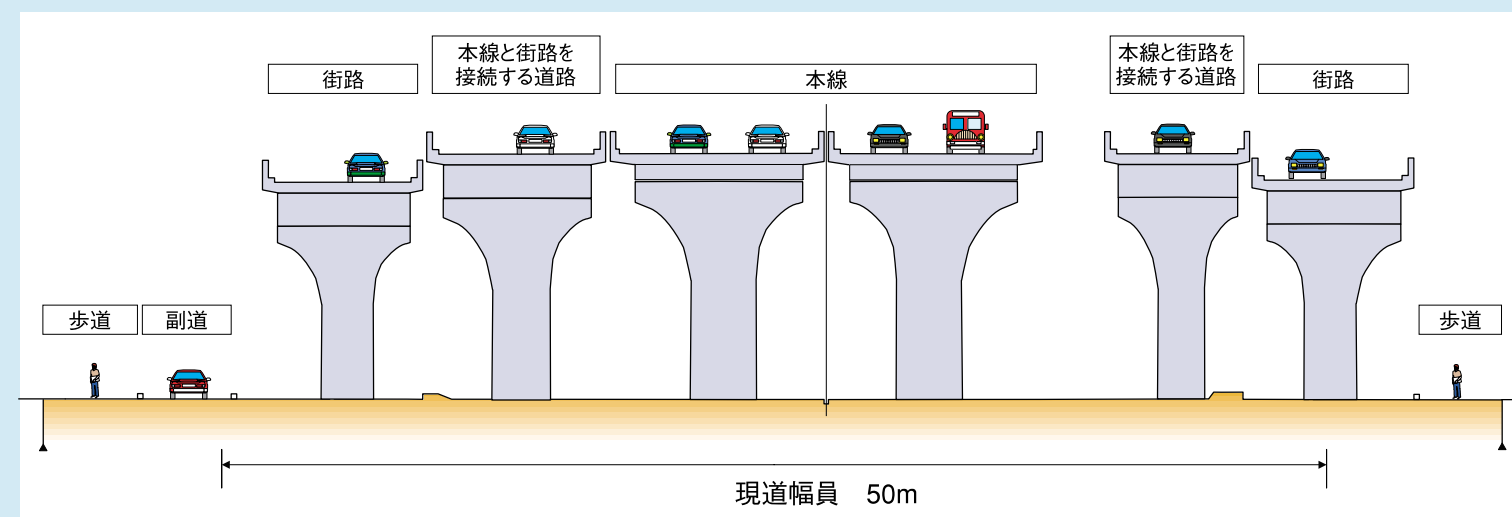 街路
本線と街路を
接続する道路
本線
本線と街路を
接続する道路
街路
歩道
副道
歩道
現道幅員　50m